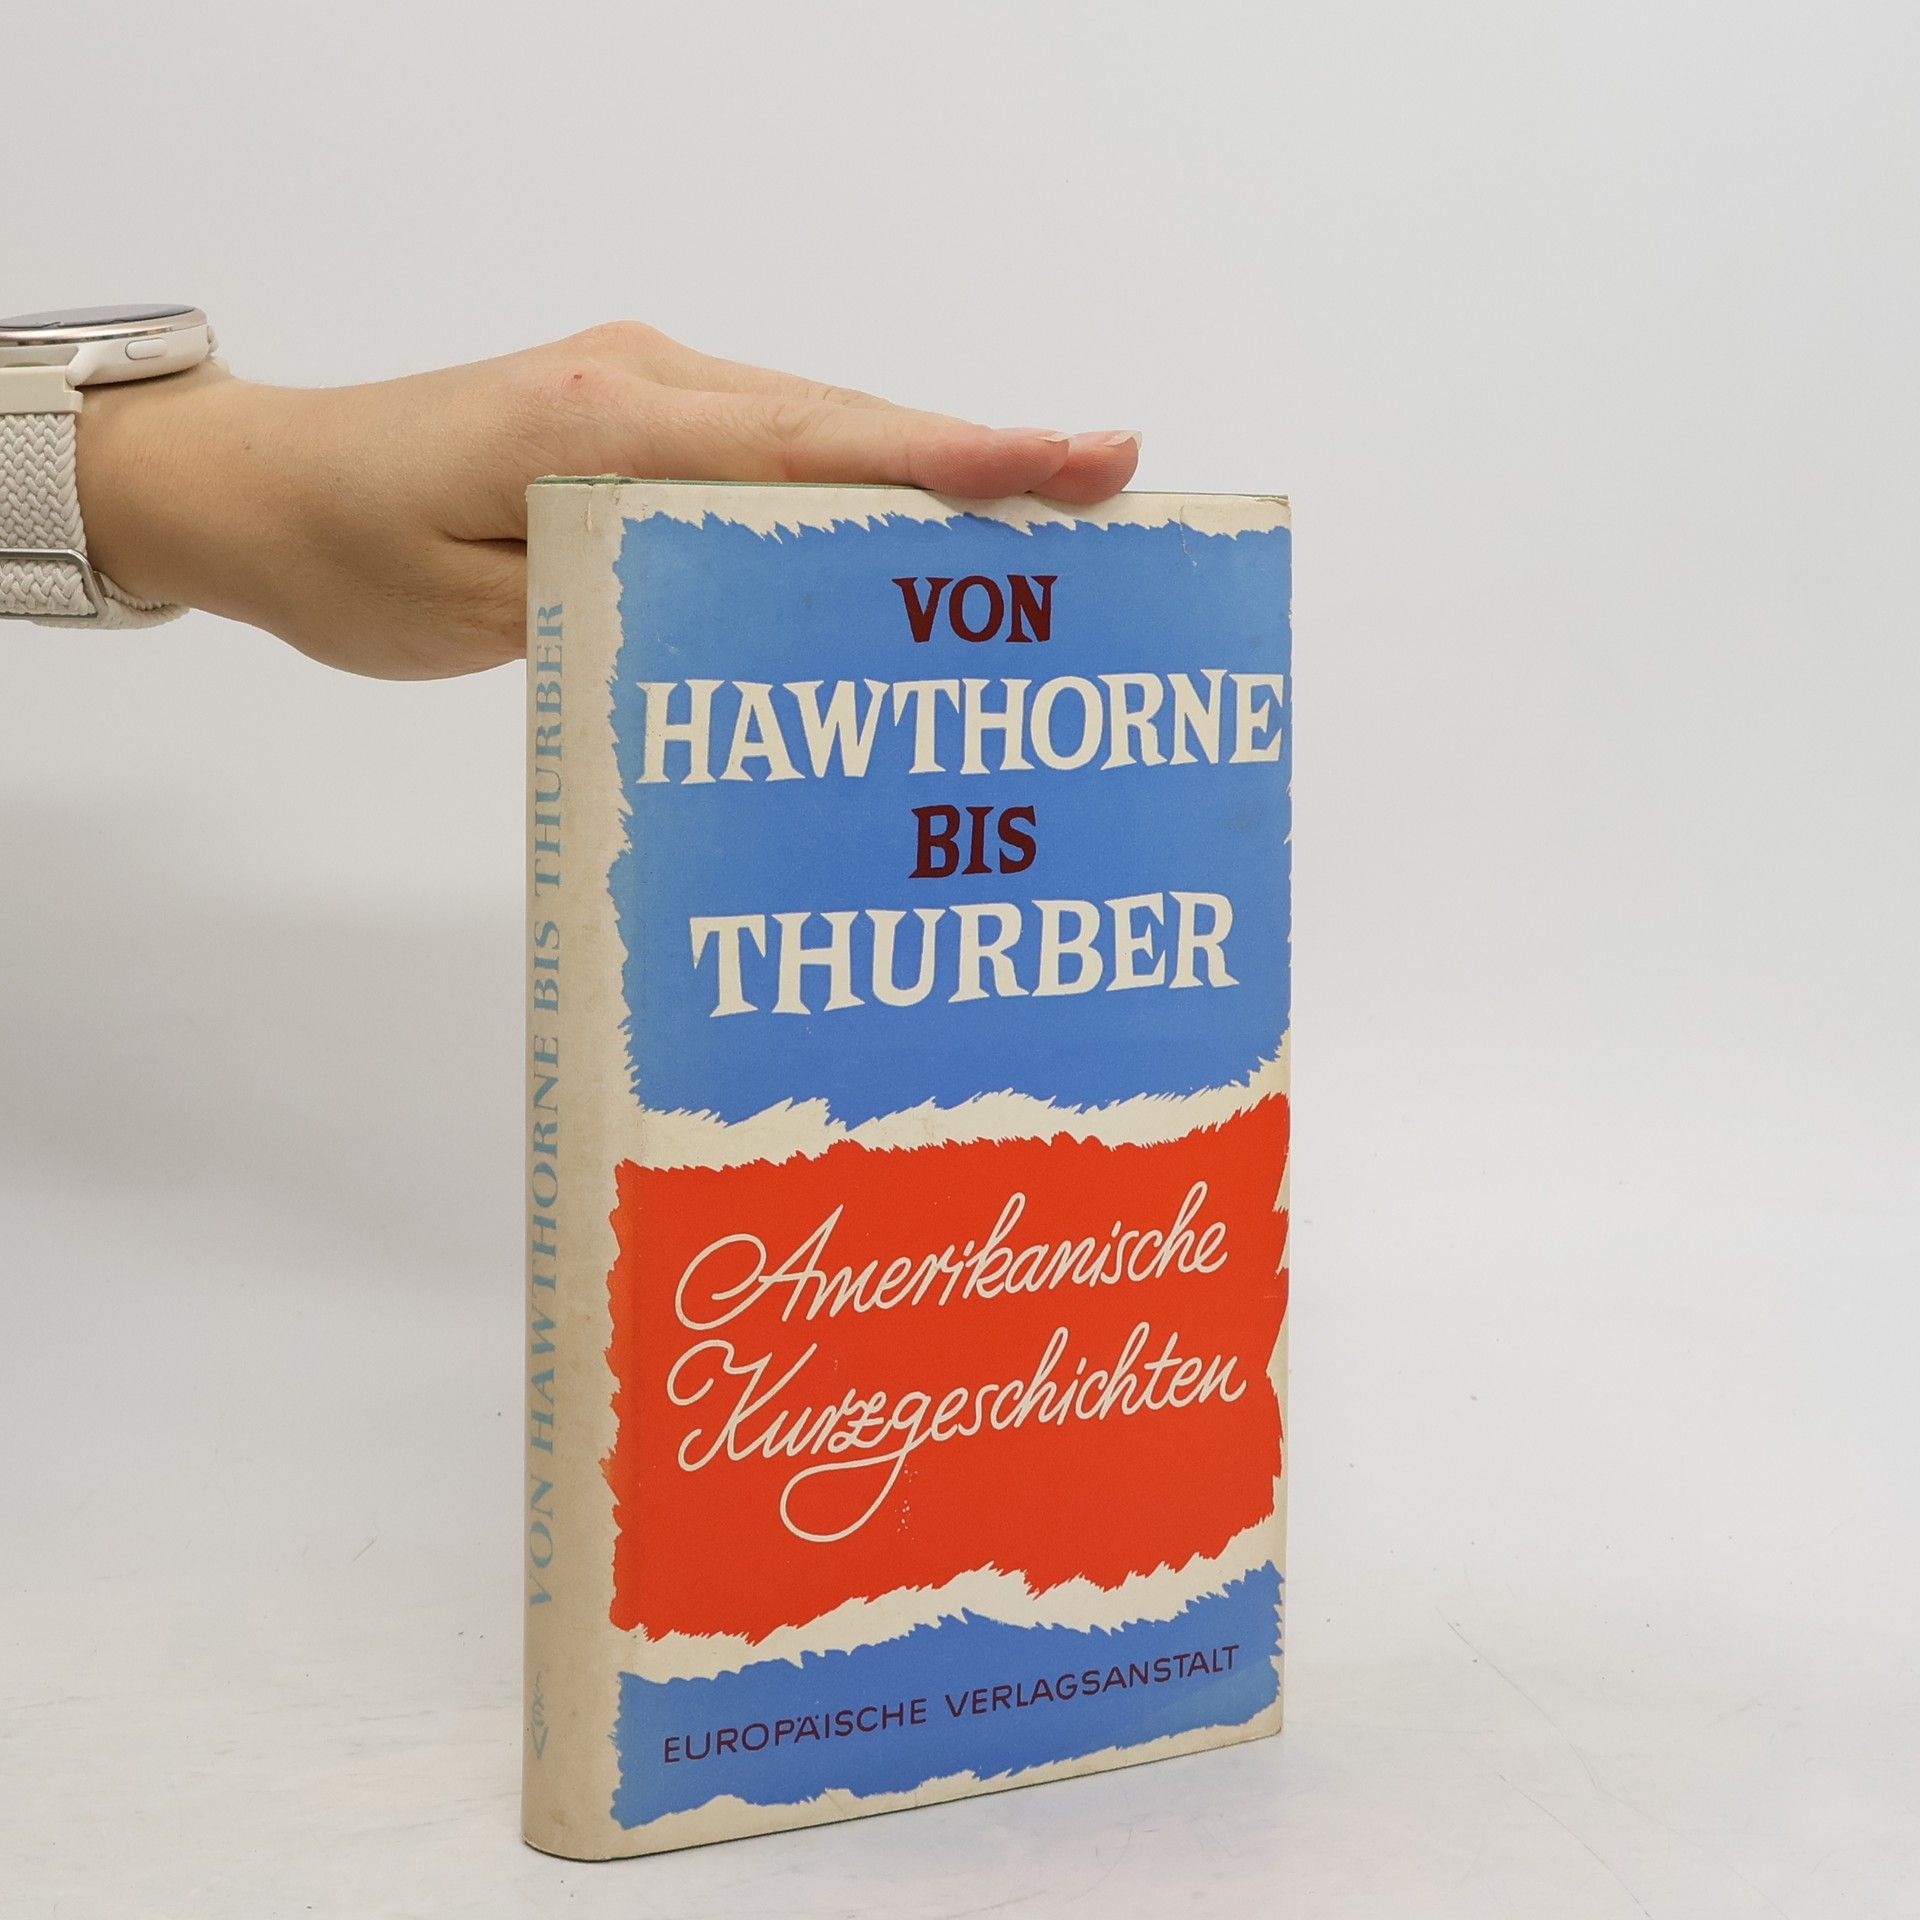 VON HAWTHORNE BIS THURBER
VON
HAWTHORNE
BIS
THURBER
Amerikanische
Kurzgeschichten
EUROPÄISCHE VERLAGSANSTALT